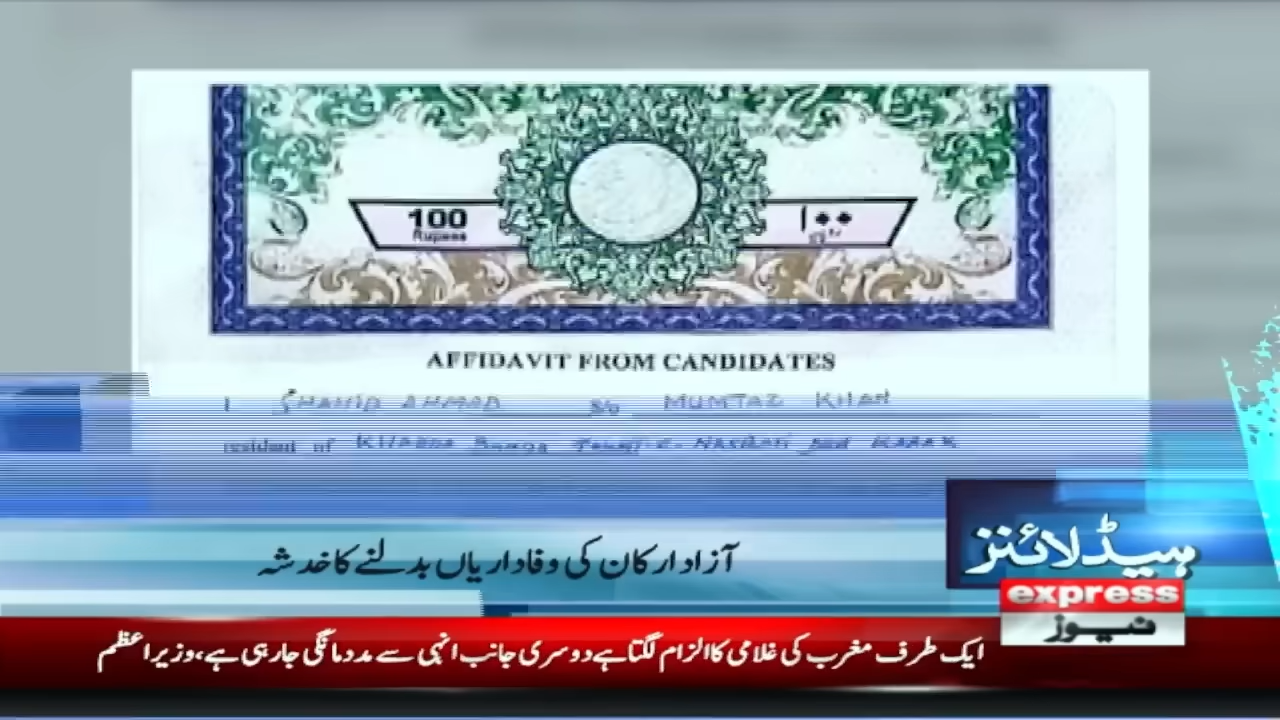 100
Rupees
۱۰۰
AFFIDAVIT FROM CANDIDATES
I SHAHID AHMAD S/o MUMTAZ KHAN
resident of
آزاد ارکان کی وفاداریاں بدلنے کا خدشہ
ہیڈلائنز
express
نیوز
ایک طرف مغرب کی غلامی کا الزام لگتا ہے دوسری جانب انہی سے مدد مانگی جا رہی ہے، وزیراعظم